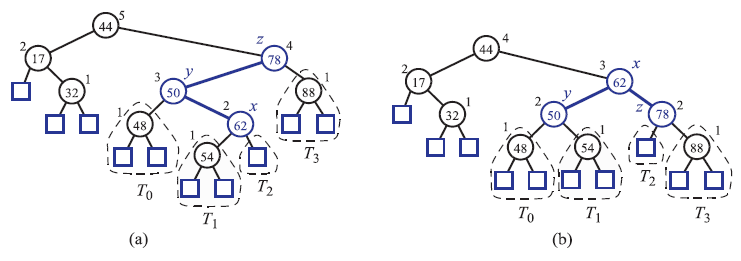 44 5
2 17
z 78 4
32 1
3 y 50
88 1
1 48
2 x 62
1 54
T0
T1
T2
T3
(a)
44 4
2 17
3 x 62
32 1
2 y 50
z 78 2
48 1
54 1
88 1
T0
T1
T2
T3
(b)